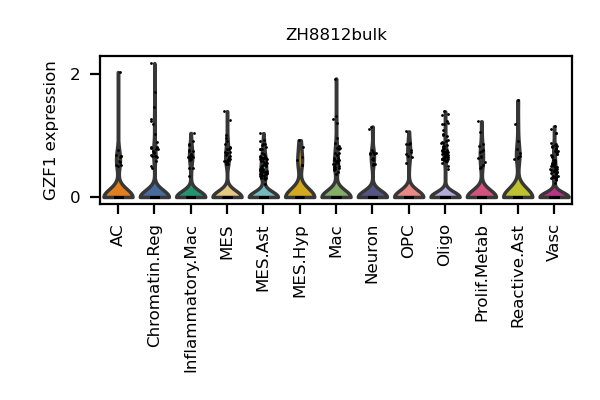 ZH8812bulk
GZF1 expression
2
0
AC
Chromatin.Reg
Inflammatory.Mac
MES
MES.Ast
MES.Hyp
Mac
Neuron
OPC
Oligo
Prolif.Metab
Reactive.Ast
Vasc